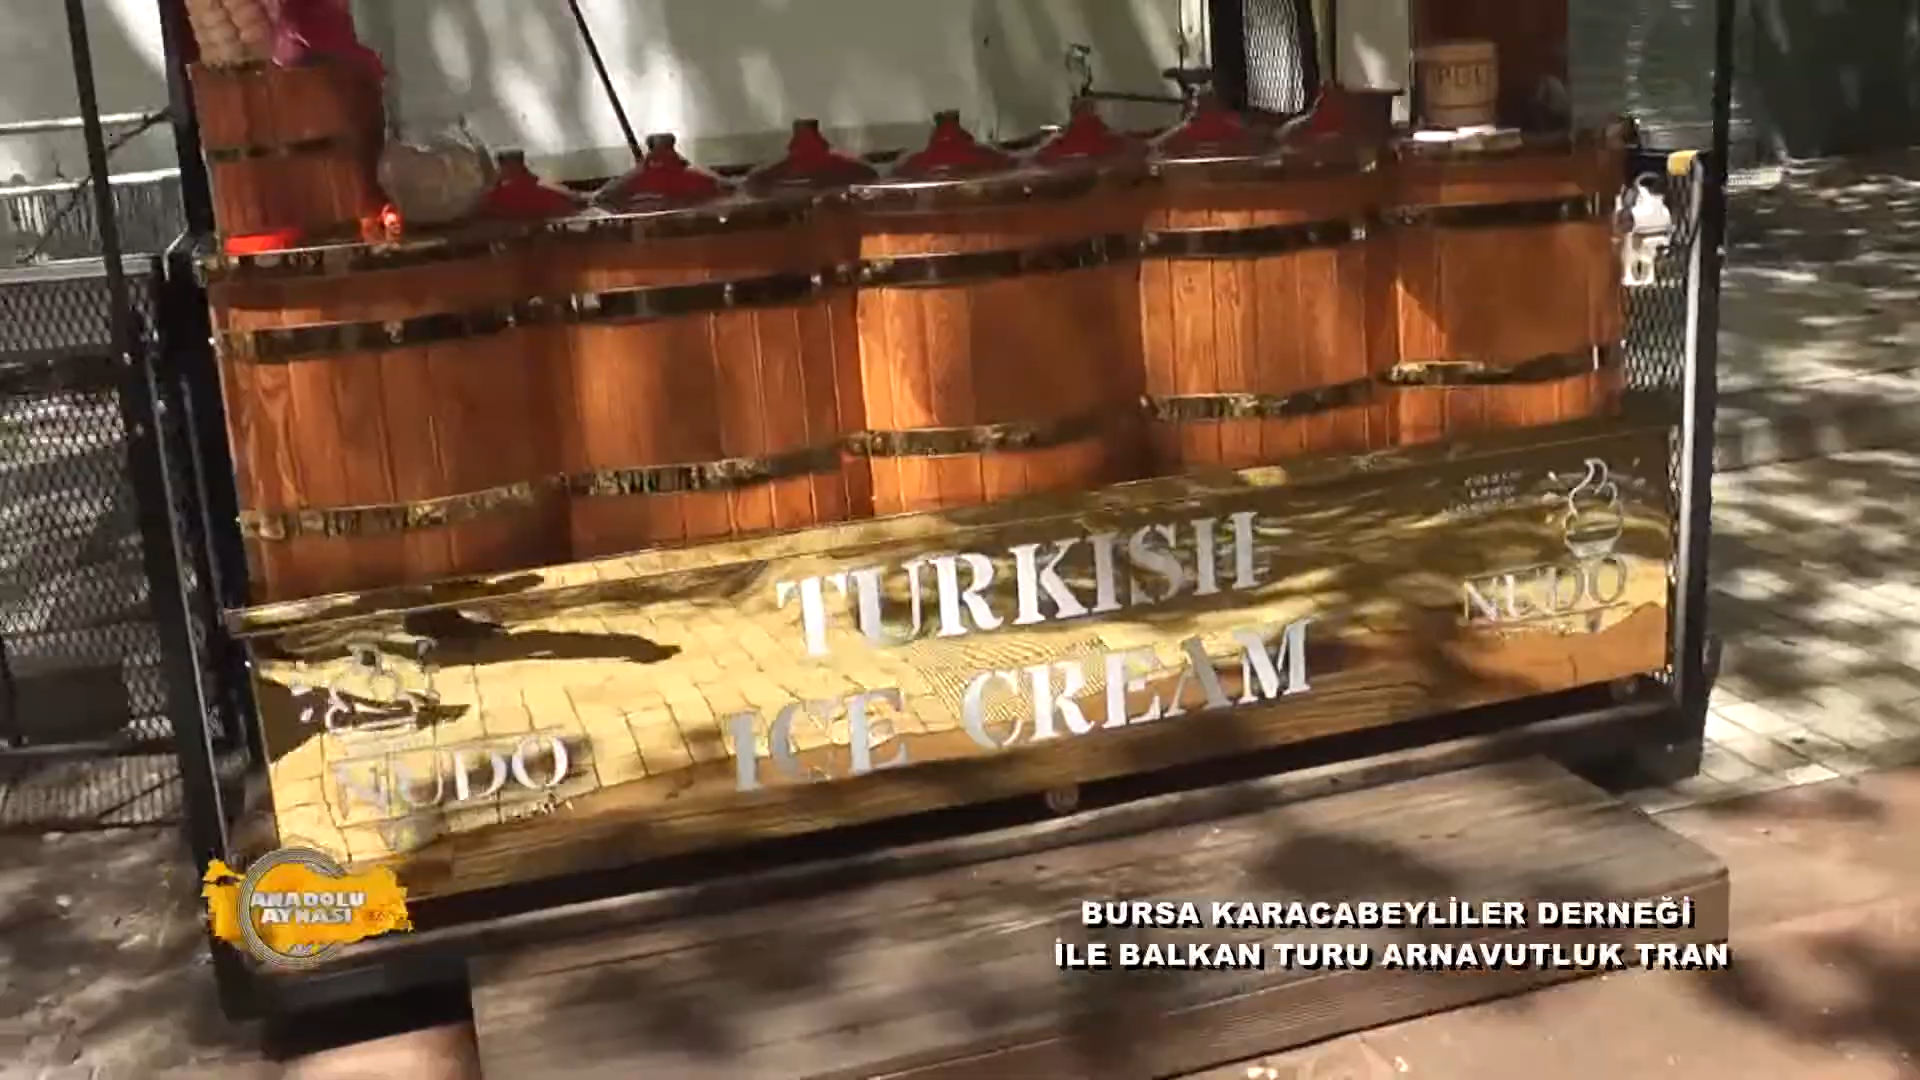 TURKISH
ICE CREAM
NUDO
NUDO
ANADOLU
AYNASI
BURSA KARACABEYLİLER DERNEĞİ
İLE BALKAN TURU ARNAVUTLUK TRAN